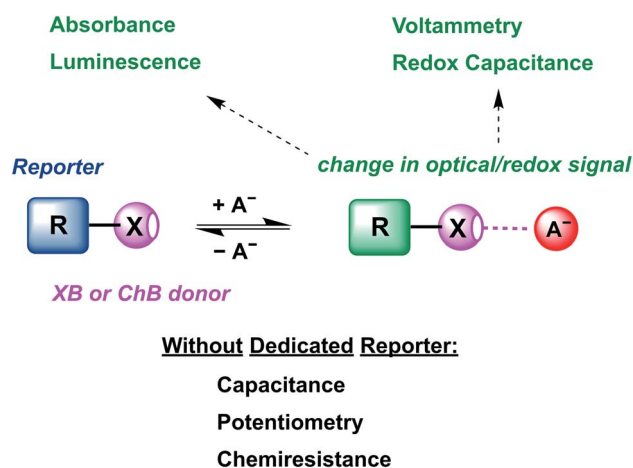 Absorbance
Luminescence
Voltammetry
Redox Capacitance
Reporter
change in optical/redox signal
R
X
+ A⁻
− A⁻
R
X
A⁻
XB or ChB donor
Without Dedicated Reporter:
Capacitance
Potentiometry
Chemiresistance